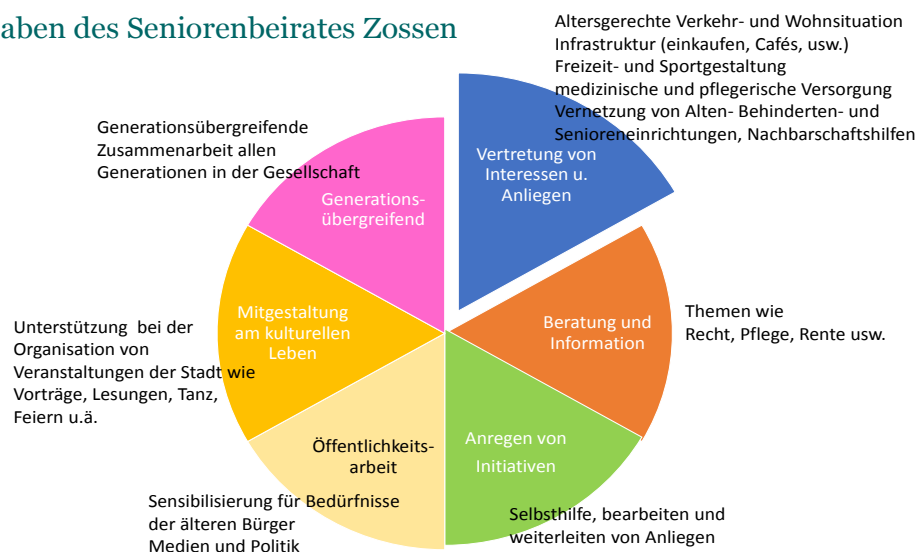 aben des Seniorenbeirates Zossen
Altersgerechte Verkehr- und Wohnsituation
Infrastruktur (einkaufen, Cafés, usw.)
Freizeit- und Sportgestaltung
medizinische und pflegerische Versorgung
Vernetzung von Alten- Behinderten- und
Senioreneinrichtungen, Nachbarschaftshilfen
Vertretung von
Interessen u.
Anliegen
Generationsübergreifende
Zusammenarbeit allen
Generationen in der Gesellschaft
Generations-
übergreifend
Themen wie
Recht, Pflege, Rente usw.
Beratung und
Information
Mitgestaltung
am kulturellen
Leben
Unterstützung  bei der
Organisation von
Veranstaltungen der Stadt wie
Vorträge, Lesungen, Tanz,
Feiern u.ä.
Anregen von
Initiativen
Öffentlichkeits-
arbeit
Sensibilisierung für Bedürfnisse
der älteren Bürger
Medien und Politik
Selbsthilfe, bearbeiten und
weiterleiten von Anliegen